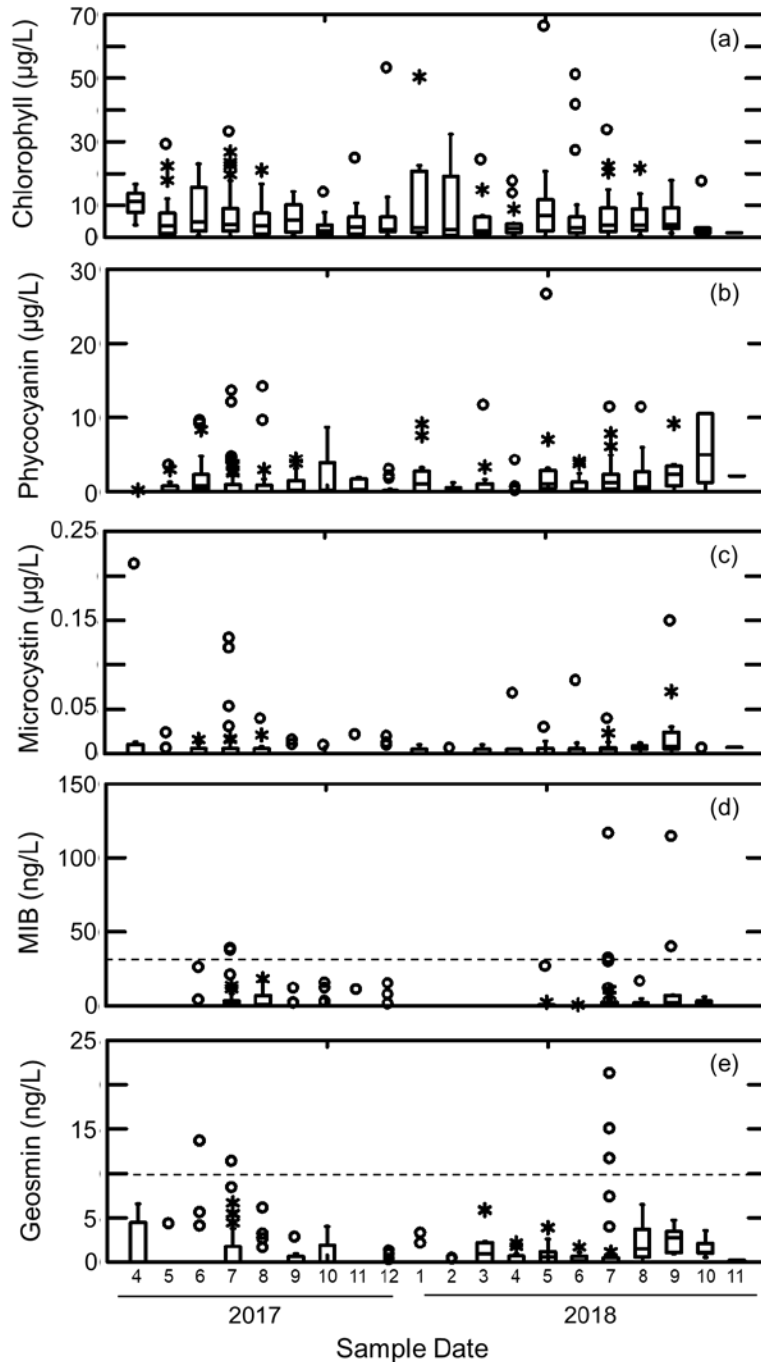 (a)
Chlorophyll (µg/L)
70
50
30
10
0
(b)
Phycocyanin (µg/L)
30
20
10
0
(c)
Microcystin (µg/L)
0.25
0.15
0.05
0
(d)
MIB (ng/L)
150
100
50
0
(e)
Geosmin (ng/L)
25
15
5
0
4 5 6 7 8 9 10 11 12 1 2 3 4 5 6 7 8 9 10 11
2017 2018
Sample Date